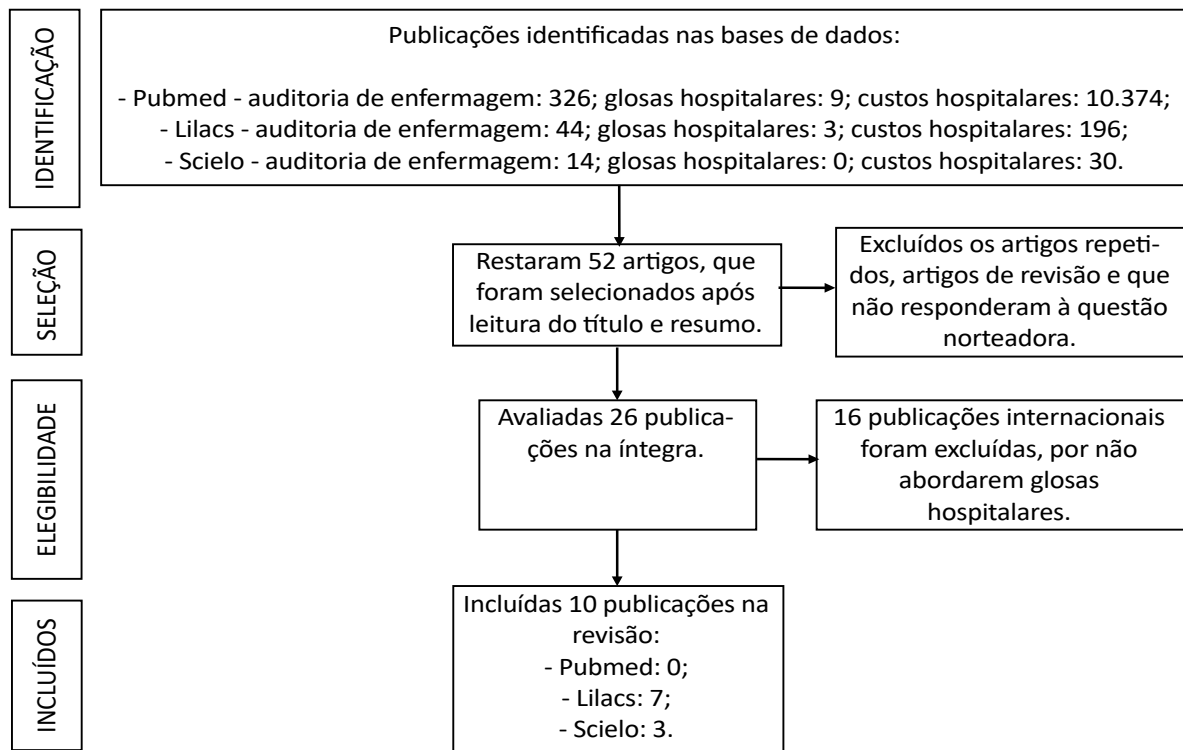 IDENTIFICAÇÃO
Publicações identificadas nas bases de dados:
- Pubmed - auditoria de enfermagem: 326; glosas hospitalares: 9; custos hospitalares: 10.374;
- Lilacs - auditoria de enfermagem: 44; glosas hospitalares: 3; custos hospitalares: 196;
- Scielo - auditoria de enfermagem: 14; glosas hospitalares: 0; custos hospitalares: 30.
SELEÇÃO
Restaram 52 artigos, que
foram selecionados após
leitura do título e resumo.
Excluídos os artigos repeti-
dos, artigos de revisão e que
não responderam à questão
norteadora.
ELEGIBILIDADE
Avaliadas 26 publica-
ções na íntegra.
16 publicações internacionais
foram excluídas, por não
abordarem glosas
hospitalares.
INCLUÍDOS
Incluídas 10 publicações na
revisão:
- Pubmed: 0;
- Lilacs: 7;
- Scielo: 3.